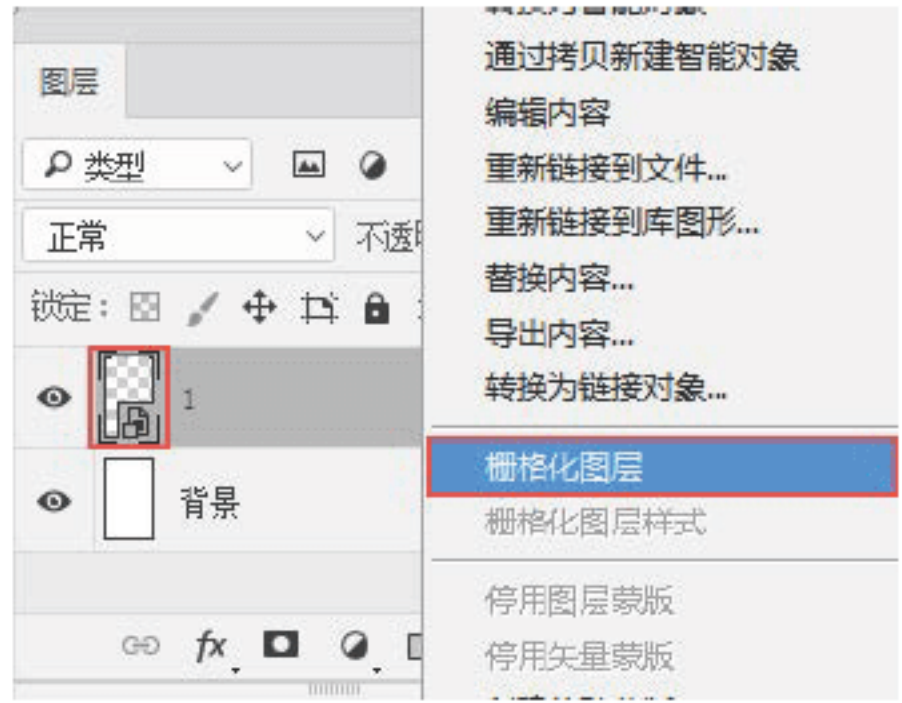 图层
类型
正常
不透
锁定：
1
背景
fx
通过拷贝新建智能对象
编辑内容
重新链接到文件...
重新链接到库图形...
替换内容...
导出内容...
转换为链接对象...
栅格化图层
栅格化图层样式
停用图层蒙版
停用矢量蒙版